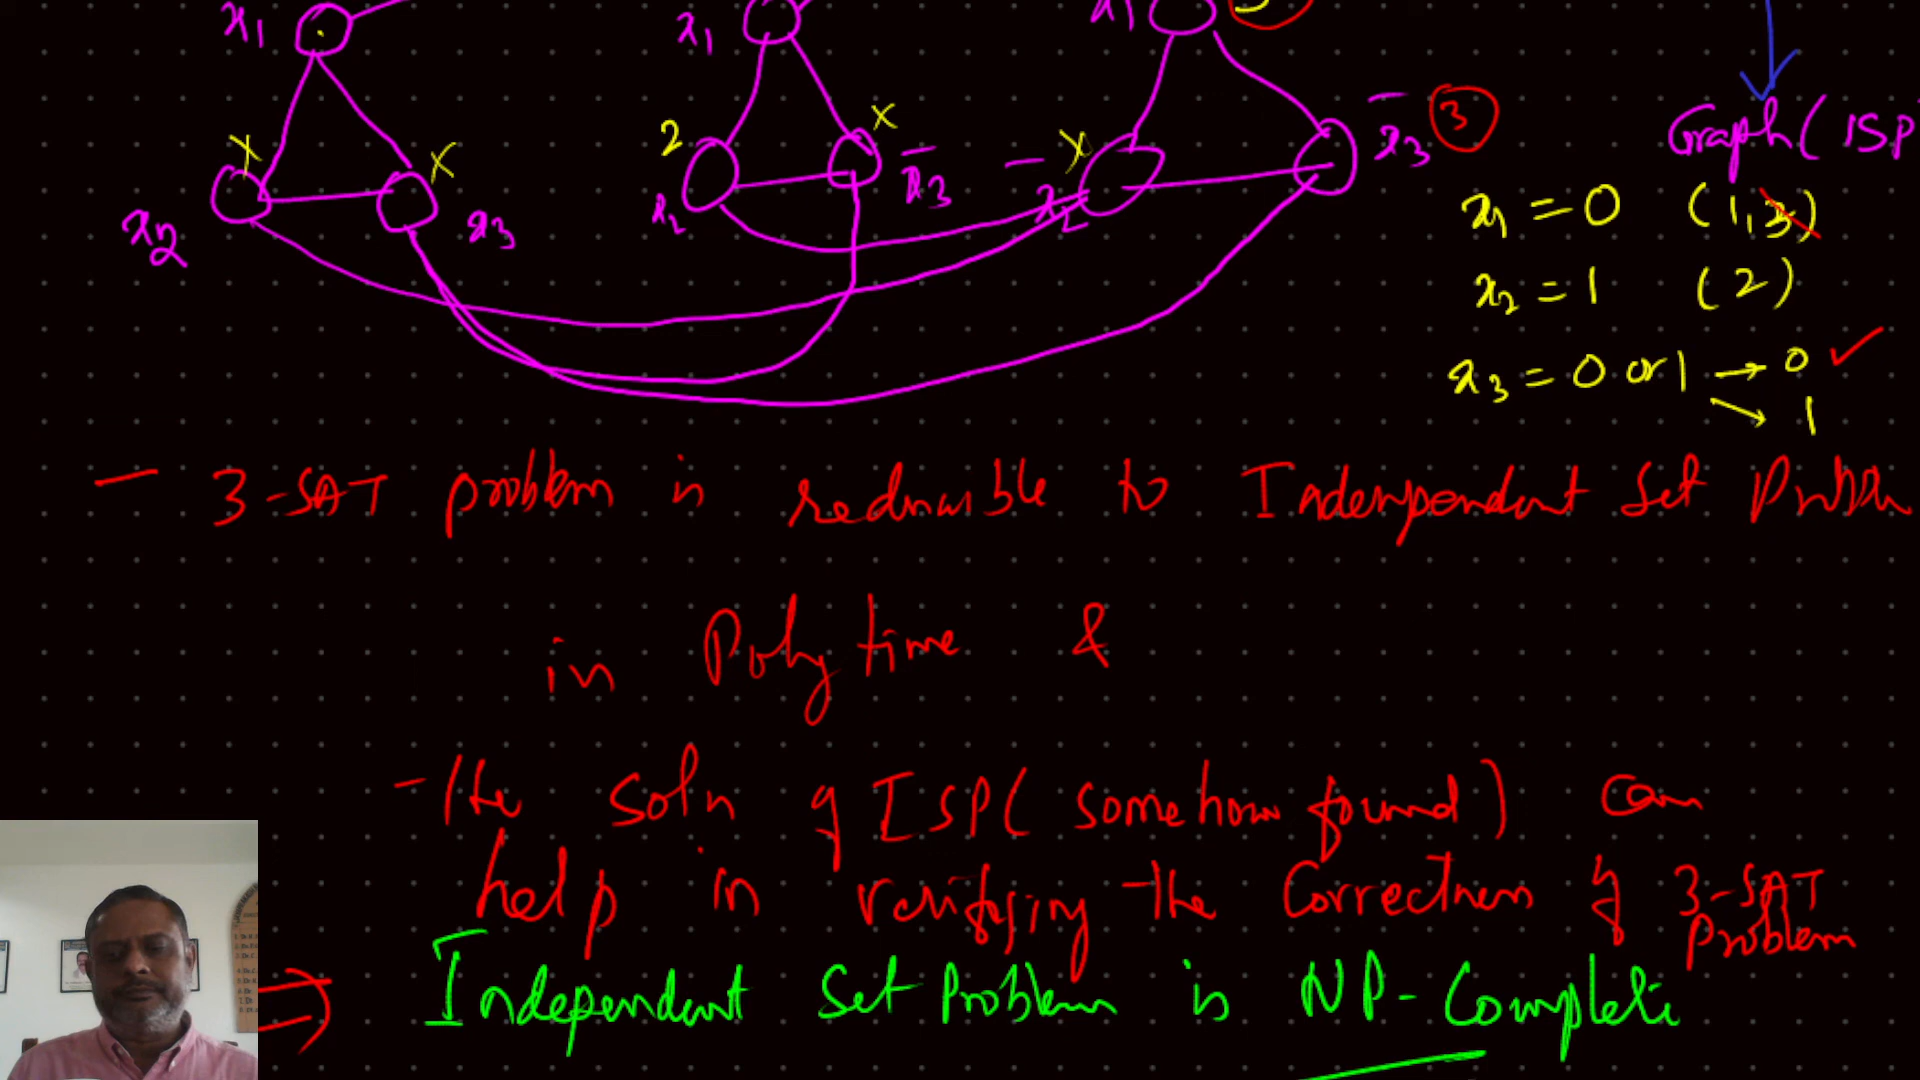 x1
x1
x1
X
X
2
X
X
x̄3
3
Graph (ISP
x2
x3
x2
x̄3
x̄2
x1 = 0 (1, 3)
x2 = 1 (2)
x3 = 0 or 1 → 0 ✓
→ 1
- 3-SAT problem is reducible to Independent Set Problem
in Poly time &
- The soln of ISP (somehow found) can
help in verifying the Correctness of 3-SAT Problem
⇒ Independent Set Problem is NP-Complete